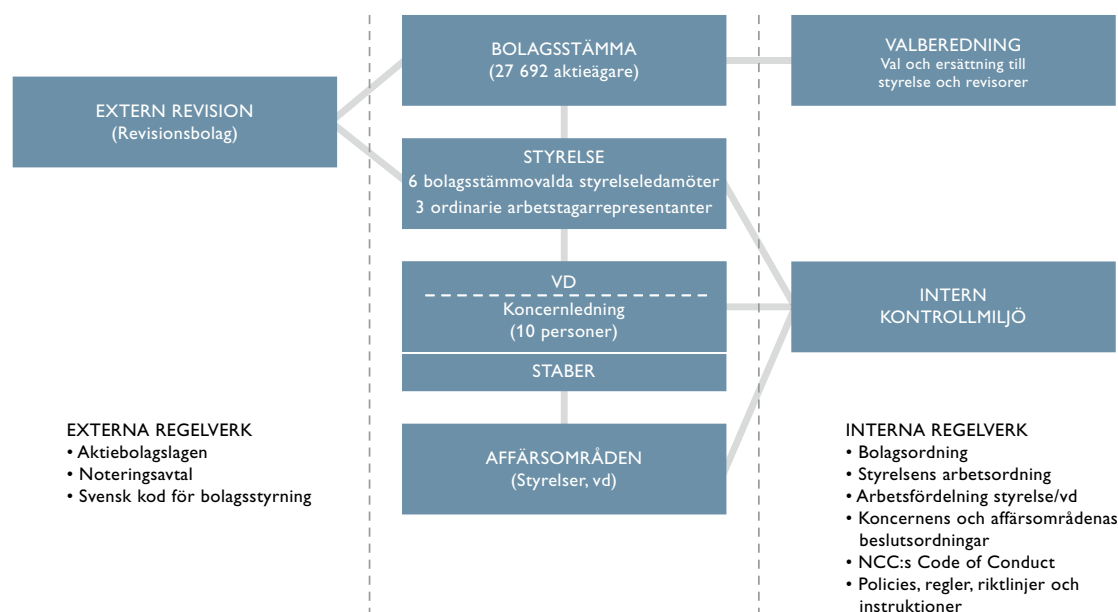 EXTERN REVISION
(Revisionsbolag)
EXTERNA REGELVERK
• Aktiebolagslagen
• Noteringsavtal
• Svensk kod för bolagsstyrning
BOLAGSSTÄMMA
(27 692 aktieägare)
STYRELSE
6 bolagsstämmovalda styrelseledamöter
3 ordinarie arbetstagarrepresentanter
VD
Koncernledning
(10 personer)
STABER
AFFÄRSOMRÅDEN
(Styrelser, vd)
VALBEREDNING
Val och ersättning till
styrelse och revisorer
INTERN
KONTROLLMILJÖ
INTERNA REGELVERK
• Bolagsordning
• Styrelsens arbetsordning
• Arbetsfördelning styrelse/vd
• Koncernens och affärsområdenas
beslutsordningar
• NCC:s Code of Conduct
• Policies, regler, riktlinjer och
instruktioner